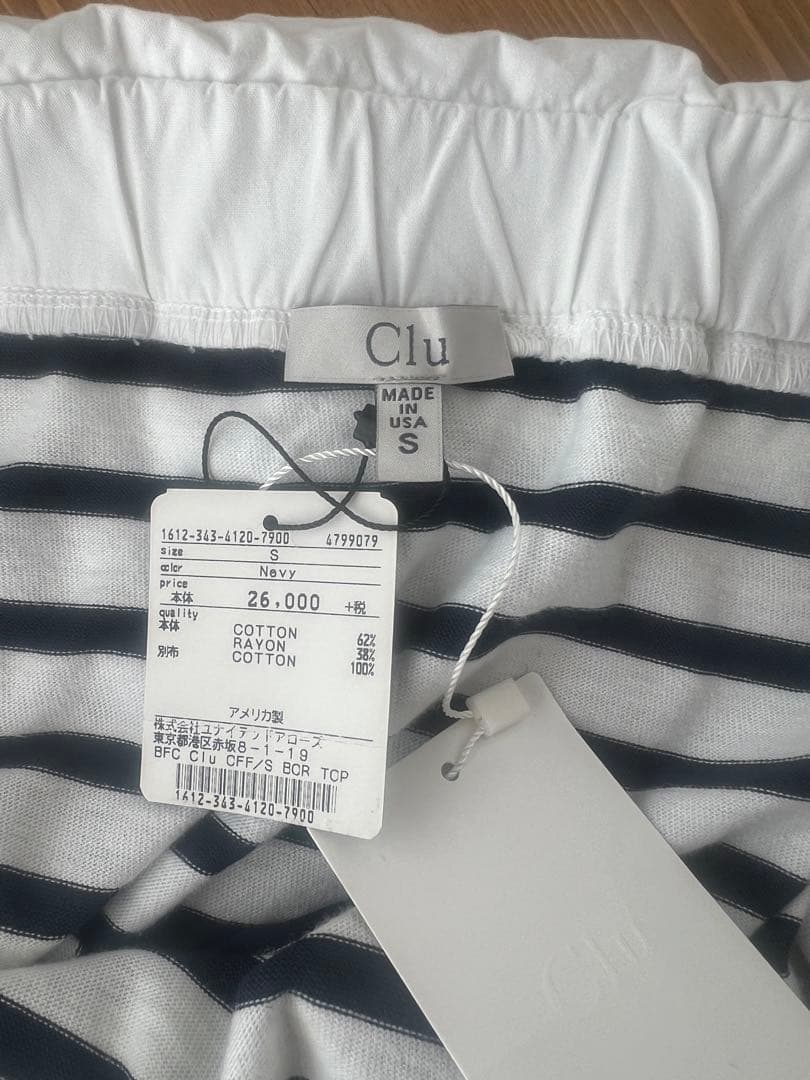 Clu
MADE
IN
USA
S
1612-343-4120-7900 4799079
size S
color Navy
price
本体 26,000 +税
quality
本体 COTTON 62%
RAYON 38%
別布 COTTON 100%
アメリカ製
株式会社ユナイテッドアローズ
東京都港区赤坂8-1-19
BFC Clu CFF/S BOR TOP
1612-343-4120-7900
Clu